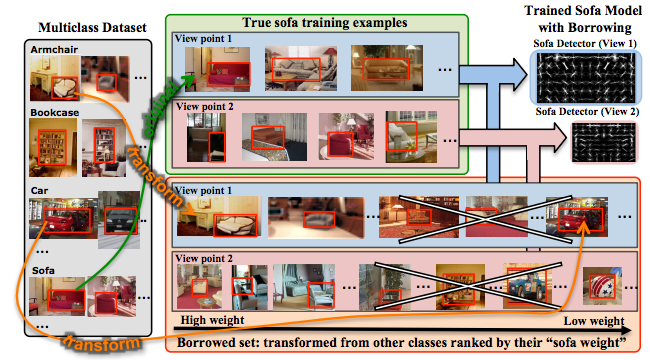 Multiclass Dataset
Armchair
...
Bookcase
Car
...
...
Sofa
...
...
True sofa training examples
View point 1
...
View point 2
...
Trained Sofa Model
with Borrowing
Sofa Detector (View 1)
Sofa Detector (View 2)
transform
View point 1
...
...
...
View point 2
...
...
...
High weight
Low weight
transform
Borrowed set: transformed from other classes ranked by their “sofa weight”